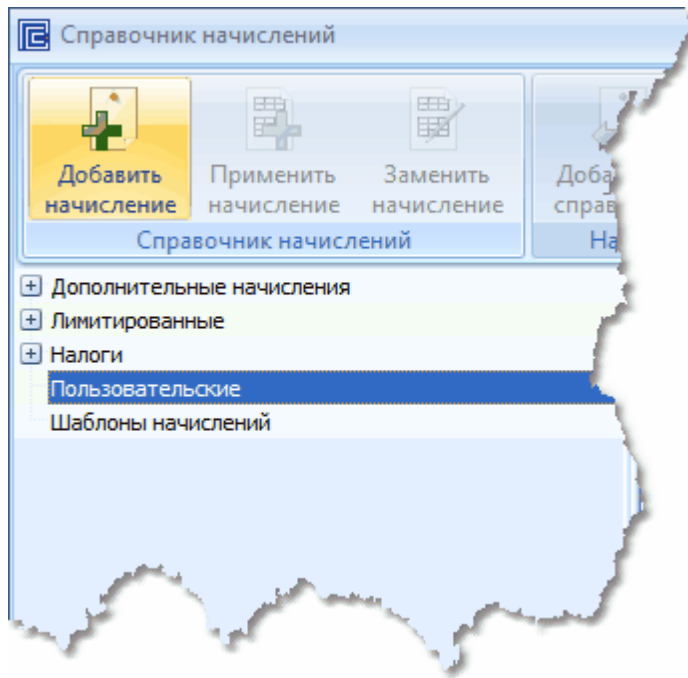 Справочник начислений
Добавить
начисление
Применить
начисление
Заменить
начисление
Справочник начислений
Дополнительные начисления
Лимитированные
Налоги
Пользовательские
Шаблоны начислений